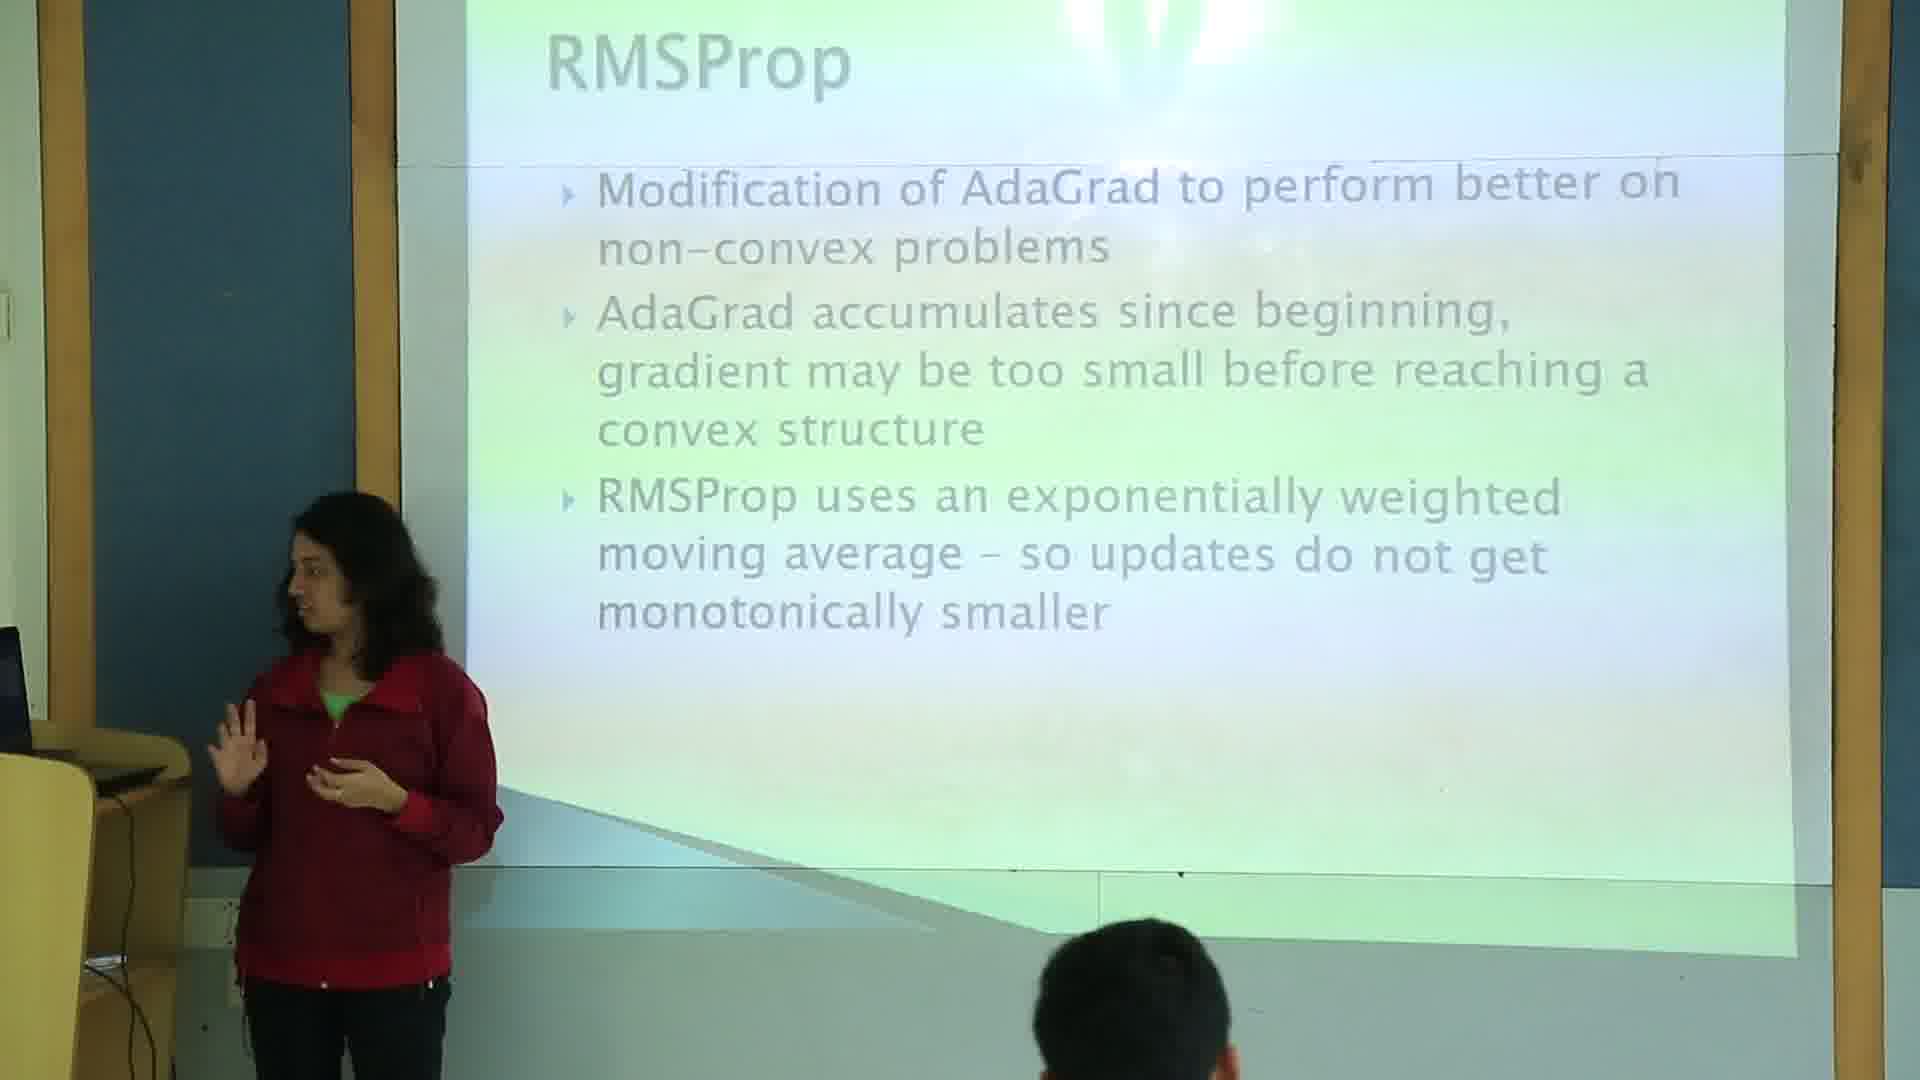 RMSProp
Modification of AdaGrad to perform better on
non-convex problems
AdaGrad accumulates since beginning,
gradient may be too small before reaching a
convex structure
RMSProp uses an exponentially weighted
moving average – so updates do not get
monotonically smaller